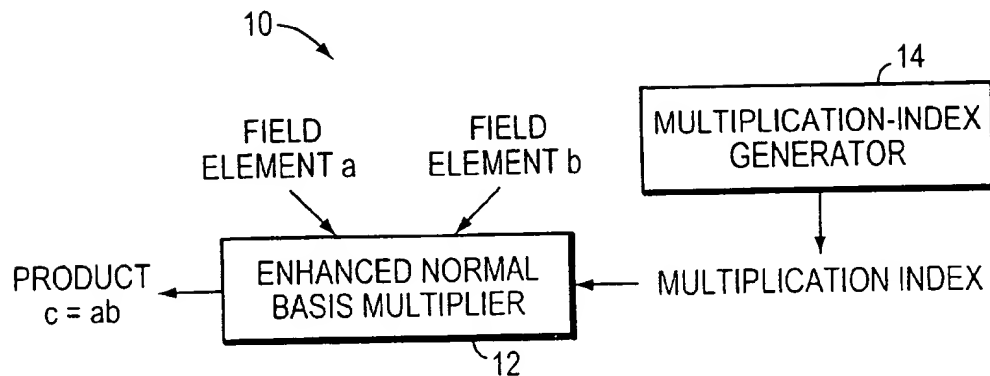 10
14
FIELD
ELEMENT a
FIELD
ELEMENT b
MULTIPLICATION-INDEX
GENERATOR
PRODUCT
c = ab
ENHANCED NORMAL
BASIS MULTIPLIER
MULTIPLICATION INDEX
12